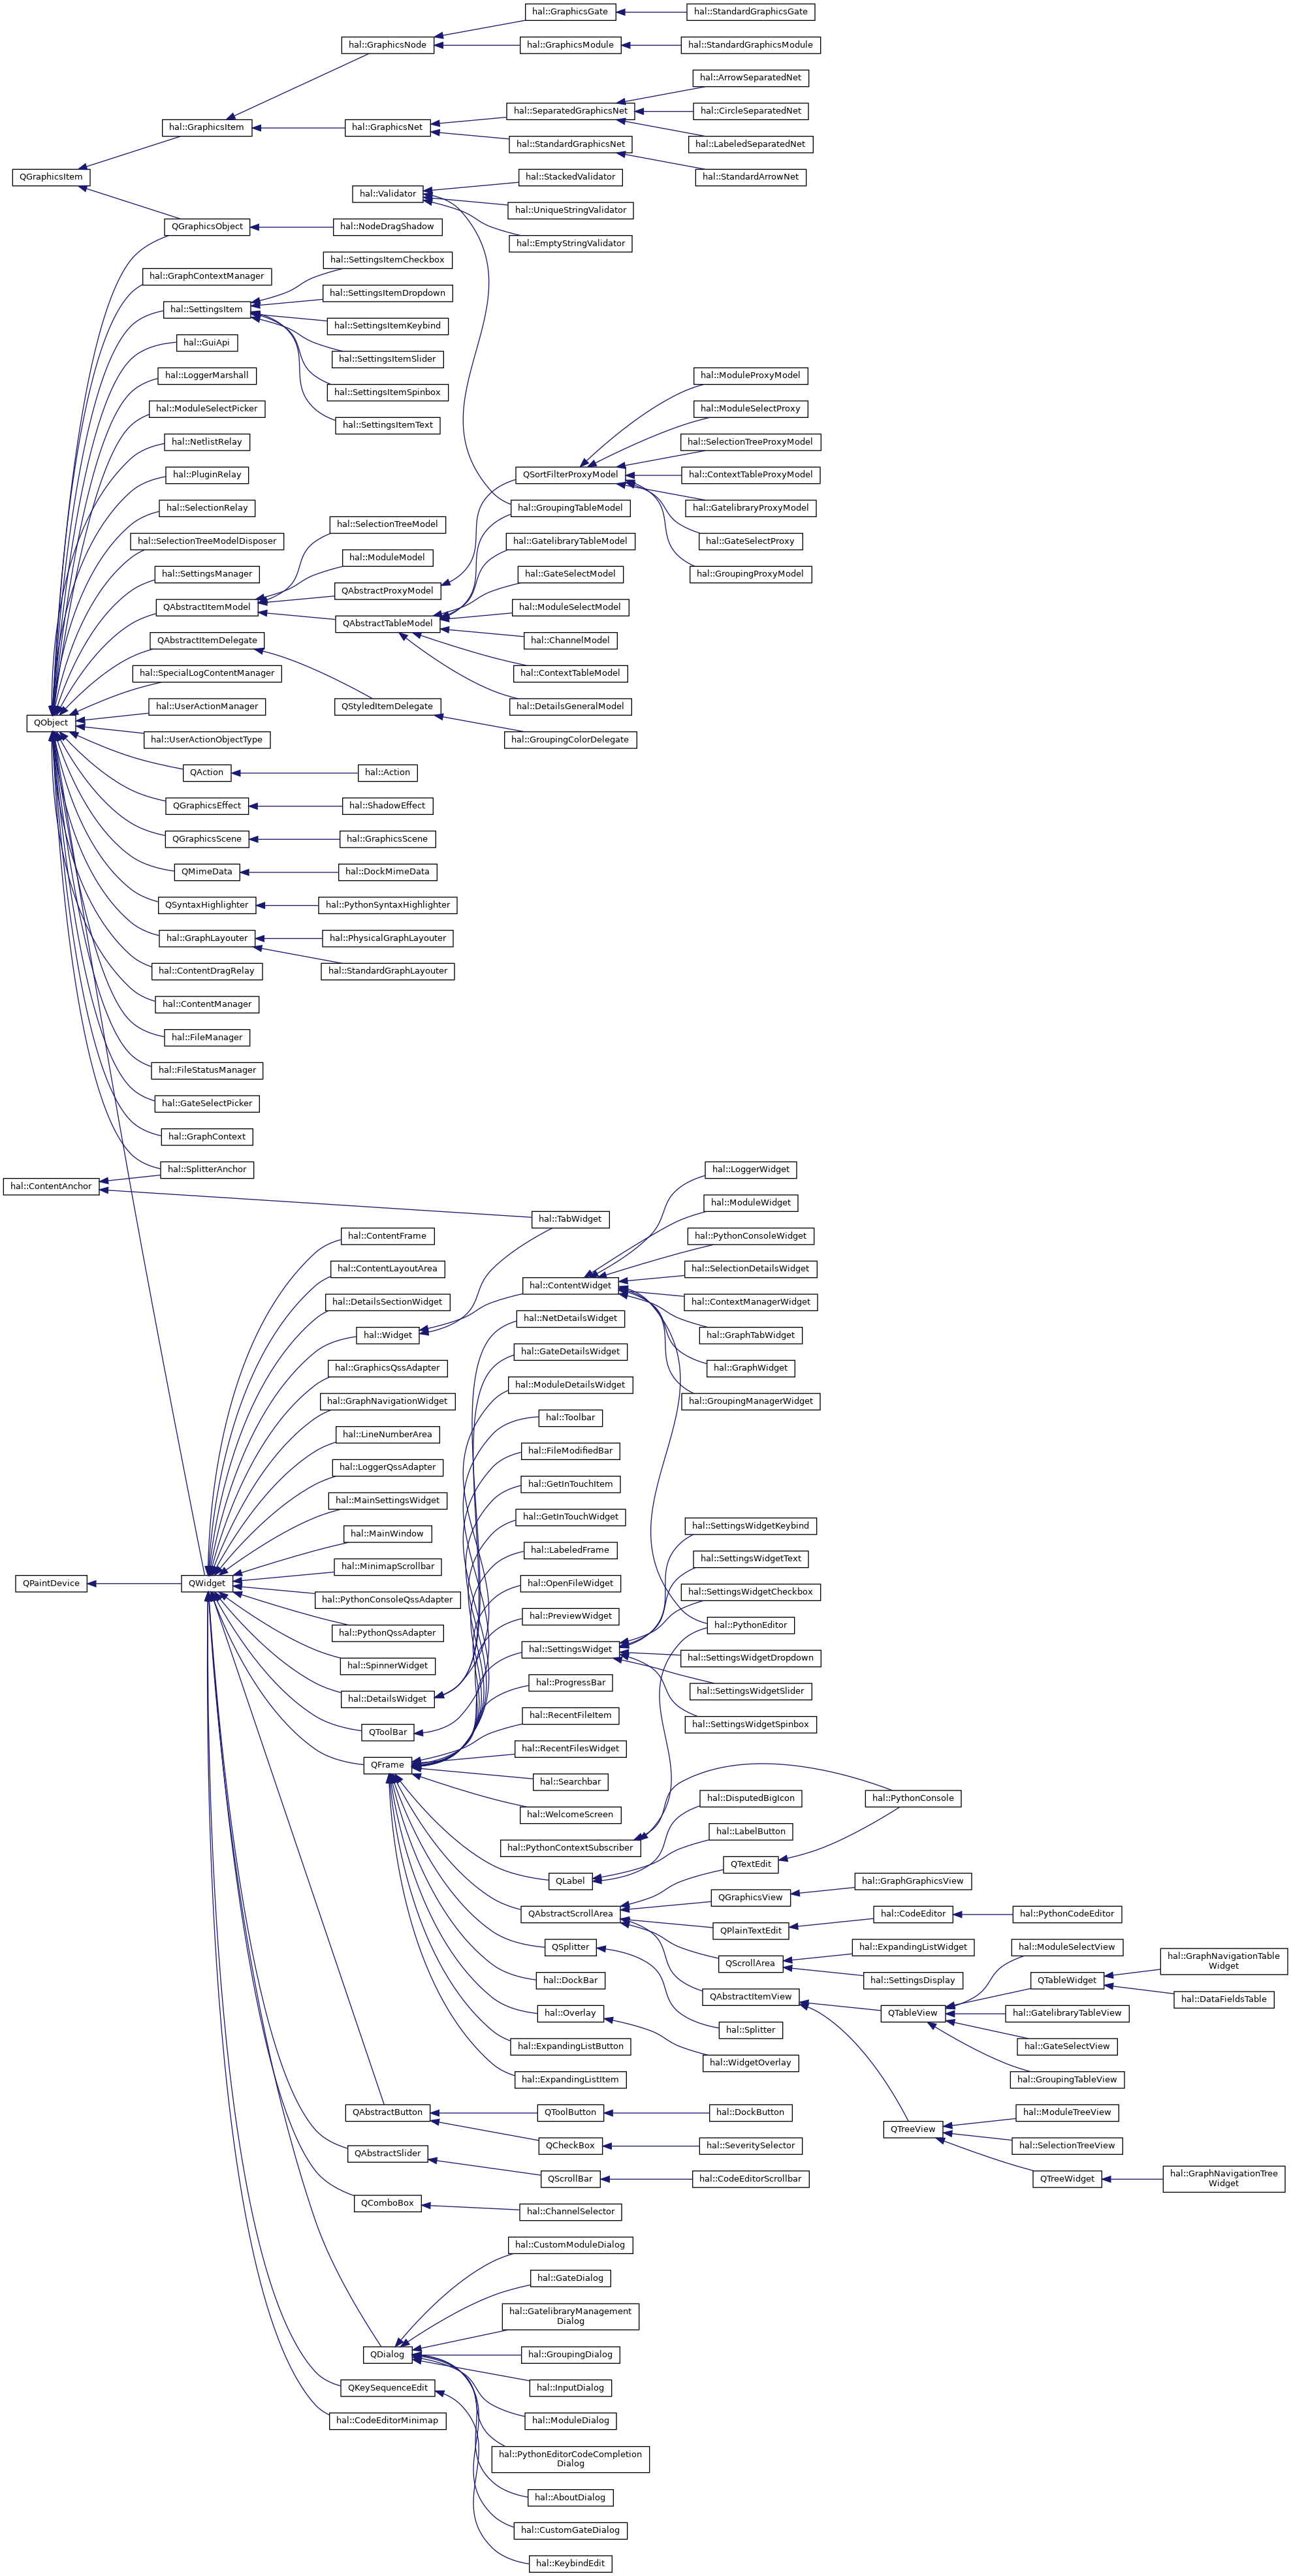 hal::GraphicsGate
hal::StandardGraphicsGate
hal::GraphicsNode
hal::GraphicsModule
hal::StandardGraphicsModule
hal::ArrowSeparatedNet
hal::SeparatedGraphicsNet
hal::CircleSeparatedNet
hal::GraphicsItem
hal::GraphicsNet
hal::StandardGraphicsNet
hal::LabeledSeparatedNet
QGraphicsItem
hal::StackedValidator
hal::StandardArrowNet
hal::Validator
hal::UniqueStringValidator
QGraphicsObject
hal::NodeDragShadow
hal::EmptyStringValidator
hal::SettingsItemCheckbox
hal::GraphContextManager
hal::SettingsItemDropdown
hal::SettingsItem
hal::SettingsItemKeybind
hal::GuiApi
hal::SettingsItemSlider
hal::LoggerMarshall
hal::ModuleProxyModel
hal::SettingsItemSpinbox
hal::ModuleSelectPicker
hal::ModuleSelectProxy
hal::SettingsItemText
hal::NetlistRelay
hal::SelectionTreeProxyModel
hal::PluginRelay
QSortFilterProxyModel
hal::ContextTableProxyModel
hal::SelectionRelay
hal::GroupingTableModel
hal::GatelibraryProxyModel
hal::SelectionTreeModel
hal::SelectionTreeModelDisposer
hal::GatelibraryTableModel
hal::GateSelectProxy
hal::ModuleModel
hal::SettingsManager
hal::GateSelectModel
hal::GroupingProxyModel
QAbstractProxyModel
QAbstractItemModel
hal::ModuleSelectModel
QAbstractTableModel
QAbstractItemDelegate
hal::ChannelModel
hal::SpecialLogContentManager
hal::ContextTableModel
hal::UserActionManager
QStyledItemDelegate
hal::DetailsGeneralModel
QObject
hal::UserActionObjectType
hal::GroupingColorDelegate
QAction
hal::Action
QGraphicsEffect
hal::ShadowEffect
QGraphicsScene
hal::GraphicsScene
QMimeData
hal::DockMimeData
QSyntaxHighlighter
hal::PythonSyntaxHighlighter
hal::GraphLayouter
hal::PhysicalGraphLayouter
hal::ContentDragRelay
hal::StandardGraphLayouter
hal::ContentManager
hal::FileManager
hal::FileStatusManager
hal::GateSelectPicker
hal::GraphContext
hal::SplitterAnchor
hal::LoggerWidget
hal::ContentAnchor
hal::ModuleWidget
hal::TabWidget
hal::ContentFrame
hal::PythonConsoleWidget
hal::ContentLayoutArea
hal::SelectionDetailsWidget
hal::ContentWidget
hal::DetailsSectionWidget
hal::ContextManagerWidget
hal::NetDetailsWidget
hal::Widget
hal::GraphTabWidget
hal::GateDetailsWidget
hal::GraphicsQssAdapter
hal::GraphWidget
hal::ModuleDetailsWidget
hal::GraphNavigationWidget
hal::GroupingManagerWidget
hal::Toolbar
hal::LineNumberArea
hal::FileModifiedBar
hal::LoggerQssAdapter
hal::GetInTouchItem
hal::MainSettingsWidget
hal::GetInTouchWidget
hal::SettingsWidgetKeybind
hal::MainWindow
hal::LabeledFrame
hal::SettingsWidgetText
hal::MinimapScrollbar
QPaintDevice
QWidget
hal::OpenFileWidget
hal::SettingsWidgetCheckbox
hal::PythonConsoleQssAdapter
hal::PreviewWidget
hal::PythonEditor
hal::PythonQssAdapter
hal::SettingsWidget
hal::SettingsWidgetDropdown
hal::SpinnerWidget
hal::ProgressBar
hal::SettingsWidgetSlider
hal::DetailsWidget
hal::RecentFileItem
hal::SettingsWidgetSpinbox
QToolBar
hal::RecentFilesWidget
QFrame
hal::Searchbar
hal::DisputedBigIcon
hal::PythonConsole
hal::WelcomeScreen
hal::LabelButton
hal::PythonContextSubscriber
QTextEdit
QLabel
hal::GraphGraphicsView
QGraphicsView
QAbstractScrollArea
hal::CodeEditor
hal::PythonCodeEditor
QPlainTextEdit
QSplitter
hal::ExpandingListWidget
hal::ModuleSelectView
hal::GraphNavigationTable
Widget
QScrollArea
hal::DockBar
hal::SettingsDisplay
QTableWidget
QAbstractItemView
hal::DataFieldsTable
hal::Overlay
QTableView
hal::GatelibraryTableView
hal::Splitter
hal::ExpandingListButton
hal::GateSelectView
hal::WidgetOverlay
hal::ExpandingListItem
hal::GroupingTableView
QAbstractButton
QToolButton
hal::DockButton
hal::ModuleTreeView
QTreeView
QCheckBox
hal::SeveritySelector
hal::SelectionTreeView
QAbstractSlider
QScrollBar
hal::CodeEditorScrollbar
QTreeWidget
hal::GraphNavigationTree
Widget
QComboBox
hal::ChannelSelector
hal::CustomModuleDialog
hal::GateDialog
hal::GatelibraryManagement
Dialog
QDialog
hal::GroupingDialog
QKeySequenceEdit
hal::InputDialog
hal::CodeEditorMinimap
hal::ModuleDialog
hal::PythonEditorCodeCompletion
Dialog
hal::AboutDialog
hal::CustomGateDialog
hal::KeybindEdit